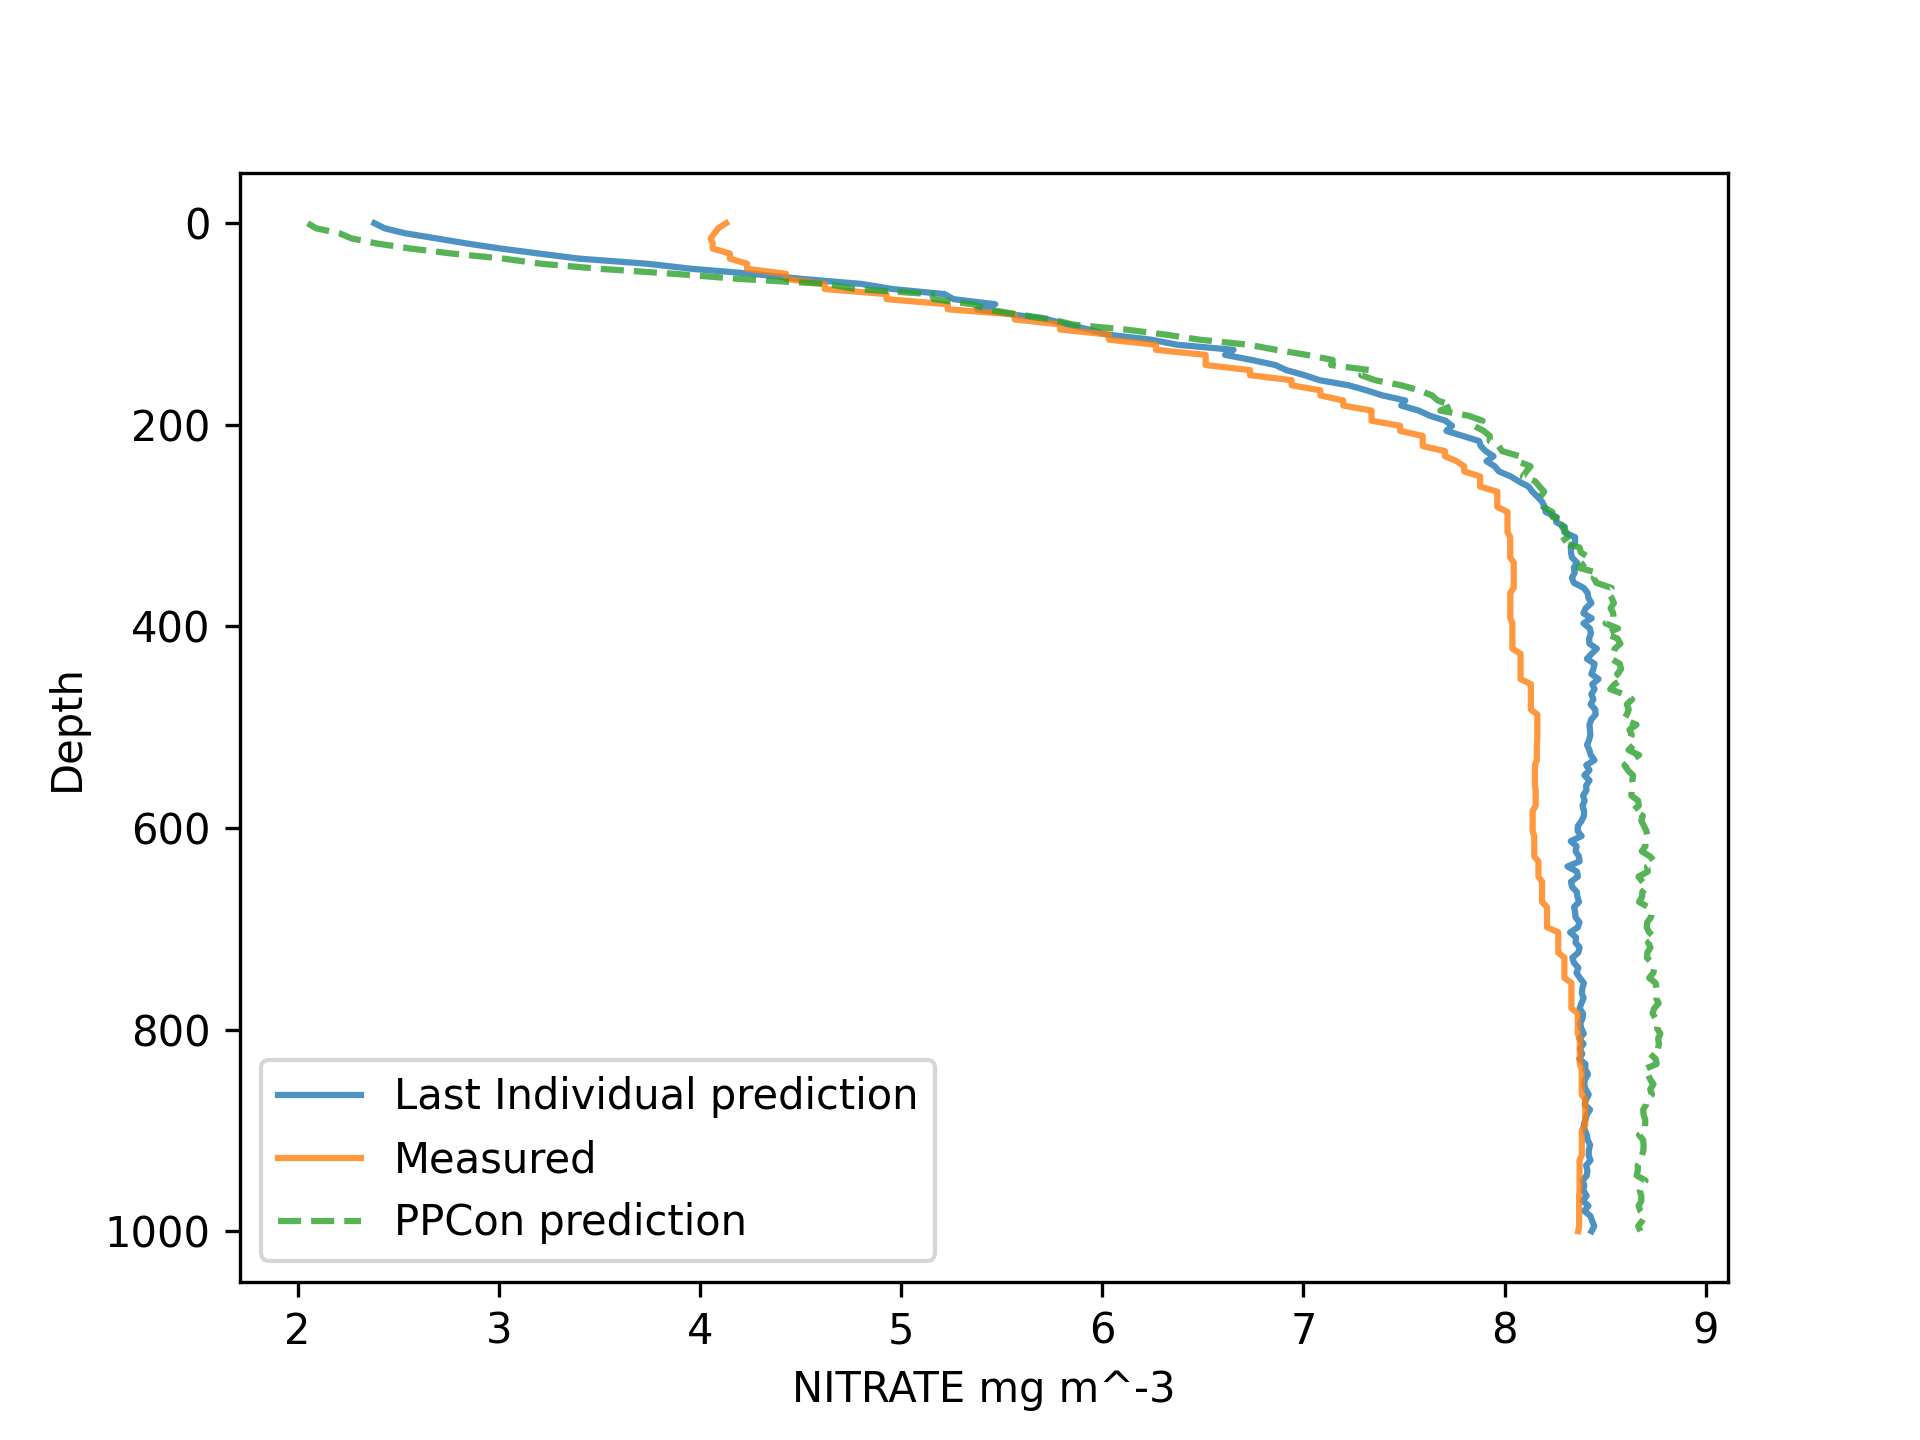 0
200
400
600
800
1000
Depth
Last Individual prediction
Measured
PPCon prediction
2 3 4 5 6 7 8 9
NITRATE mg m^-3